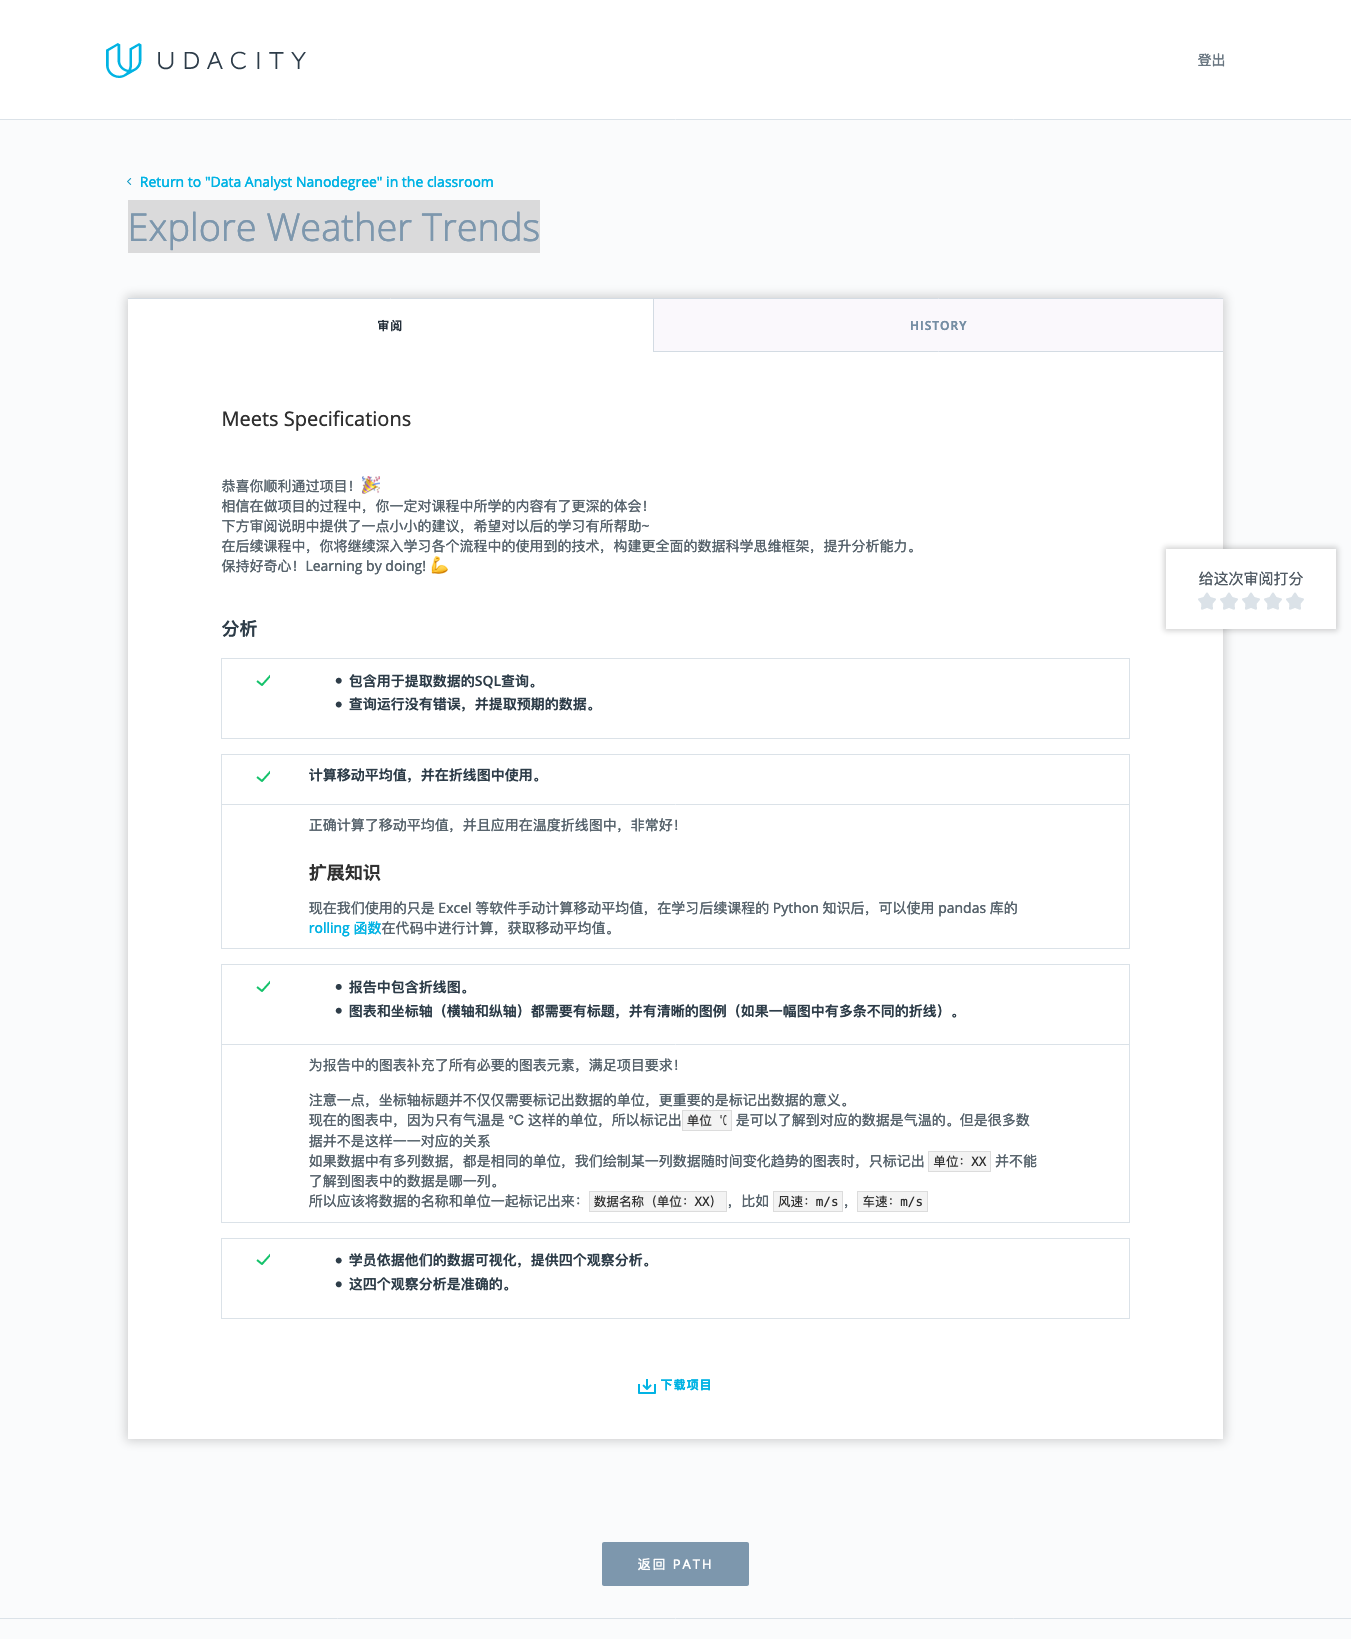 UDACITY
登出
Return to "Data Analyst Nanodegree" in the classroom
Explore Weather Trends
审阅
HISTORY
Meets Specifications
恭喜你顺利通过项目！🎉
相信在做项目的过程中，你一定对课程中所学的内容有了更深的体会！
下方审阅说明中提供了一点小小的建议，希望对以后的学习有所帮助~
在后续课程中，你将继续深入学习各个流程中的使用到的技术，构建更全面的数据科学思维框架，提升分析能力。
保持好奇心！Learning by doing! 💪
给这次审阅打分
分析
包含用于提取数据的SQL查询。
查询运行没有错误，并提取预期的数据。
计算移动平均值，并在折线图中使用。
正确计算了移动平均值，并且应用在温度折线图中，非常好！
扩展知识
现在我们使用的只是 Excel 等软件手动计算移动平均值，在学习后续课程的 Python 知识后，可以使用 pandas 库的
rolling 函数在代码中进行计算，获取移动平均值。
报告中包含折线图。
图表和坐标轴（横轴和纵轴）都需要有标题，并有清晰的图例（如果一幅图中有多条不同的折线）。
为报告中的图表补充了所有必要的图表元素，满足项目要求！
注意一点，坐标轴标题并不仅仅需要标记出数据的单位，更重要的是标记出数据的意义。
现在的图表中，因为只有气温是 ℃ 这样的单位，所以标记出 单位 ℃ 是可以了解到对应的数据是气温的。但是很多数
据并不是这样一一对应的关系
如果数据中有多列数据，都是相同的单位，我们绘制某一列数据随时间变化趋势的图表时，只标记出 单位：XX 并不能
了解到图表中的数据是哪一列。
所以应该将数据的名称和单位一起标记出来： 数据名称（单位：XX），比如 风速：m/s，车速：m/s
学员依据他们的数据可视化，提供四个观察分析。
这四个观察分析是准确的。
下载项目
返回 PATH